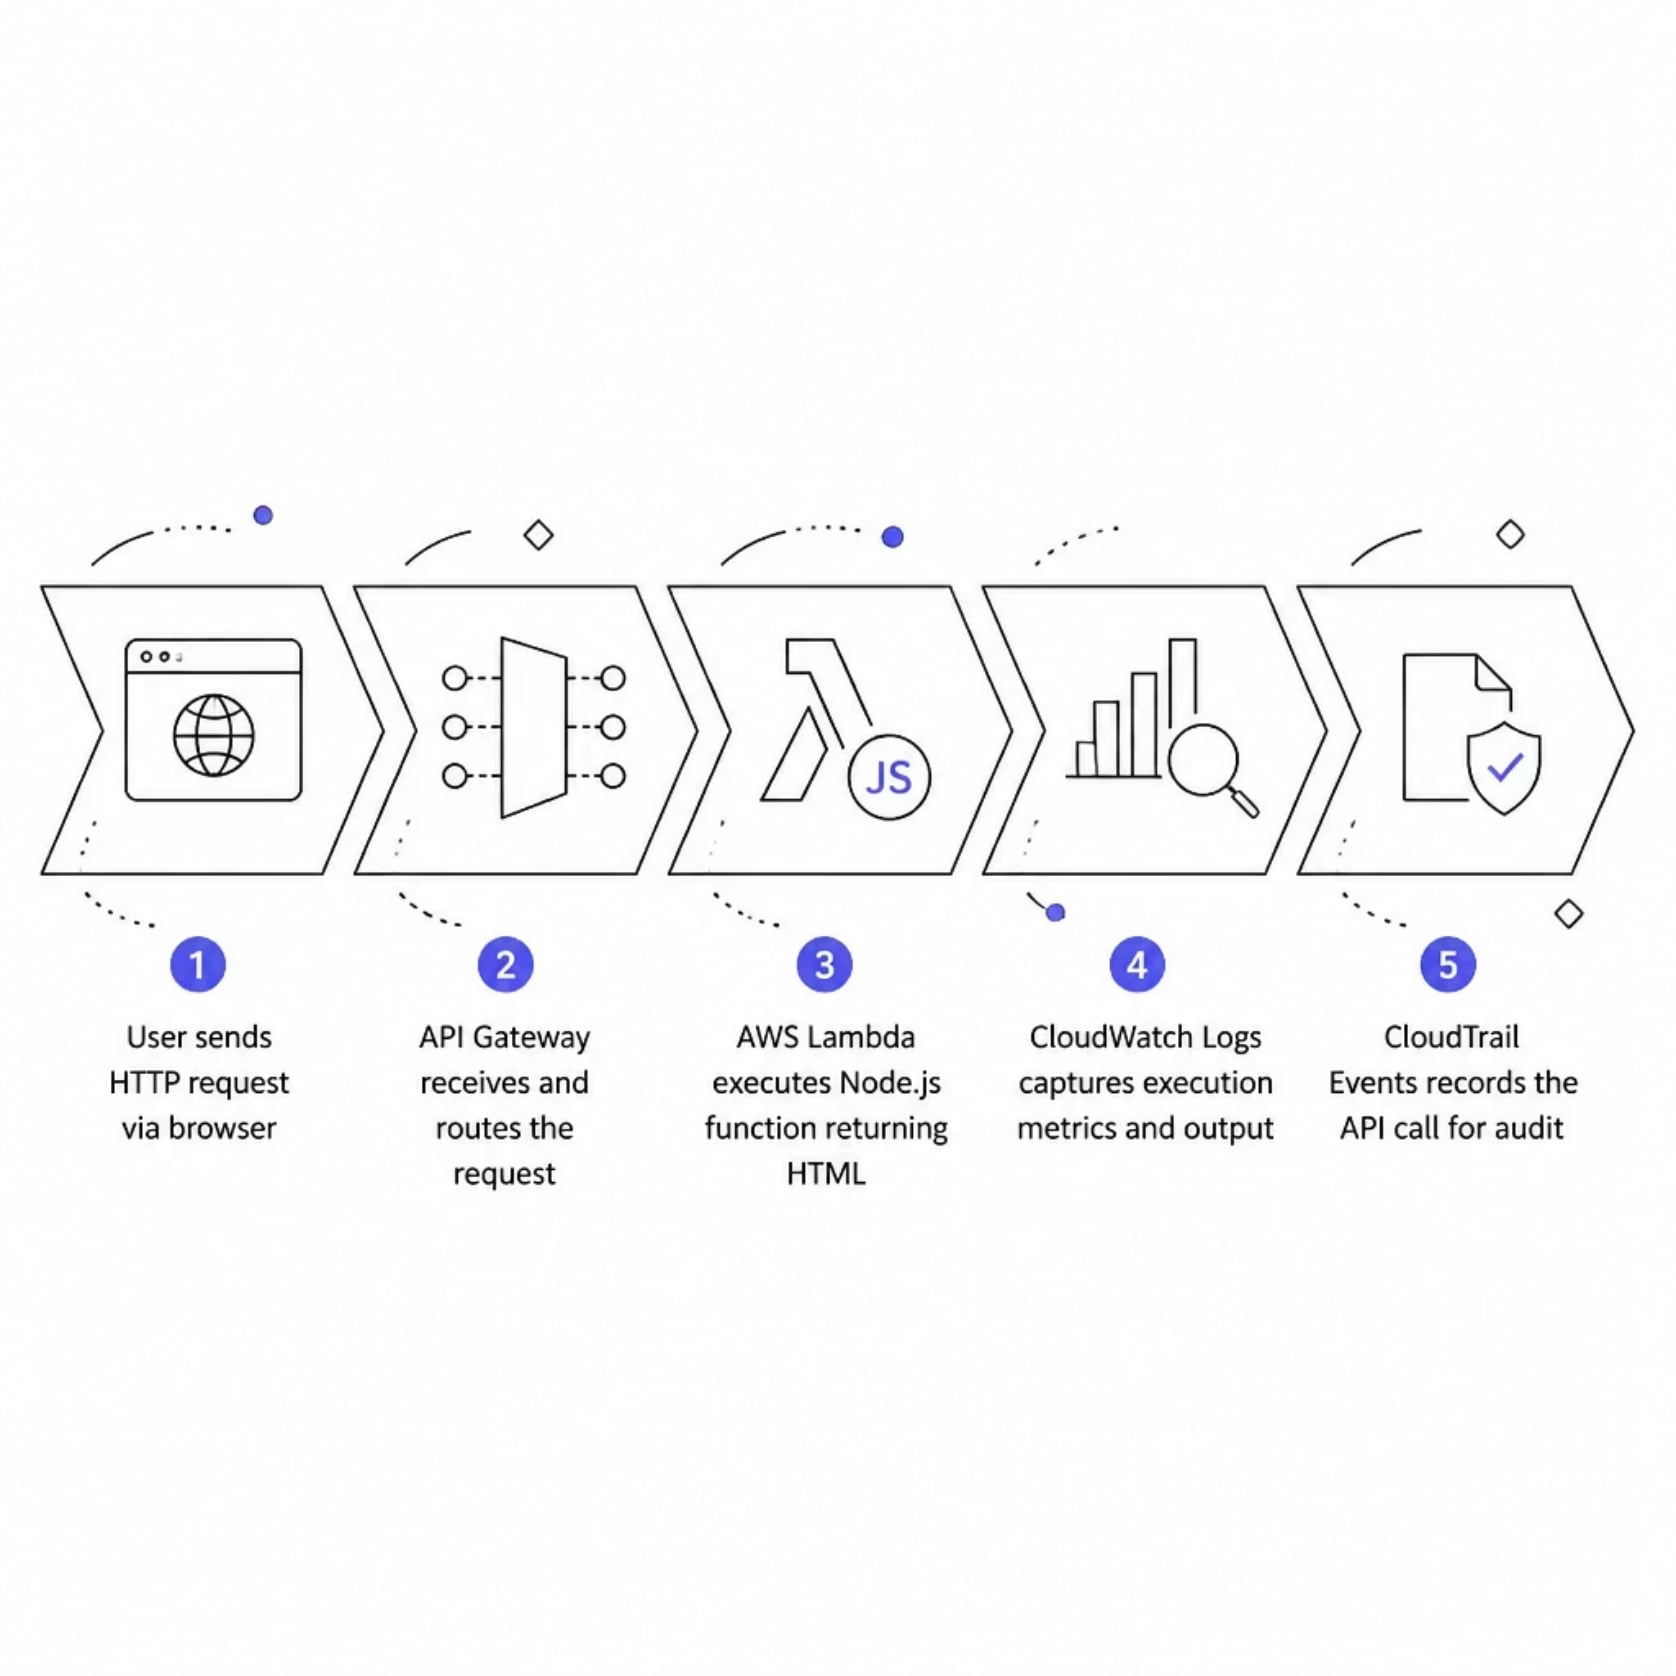 JS
1
User sends
HTTP request
via browser
2
API Gateway
receives and
routes the
request
3
AWS Lambda
executes Node.js
function returning
HTML
4
CloudWatch Logs
captures execution
metrics and output
5
CloudTrail
Events records the
API call for audit